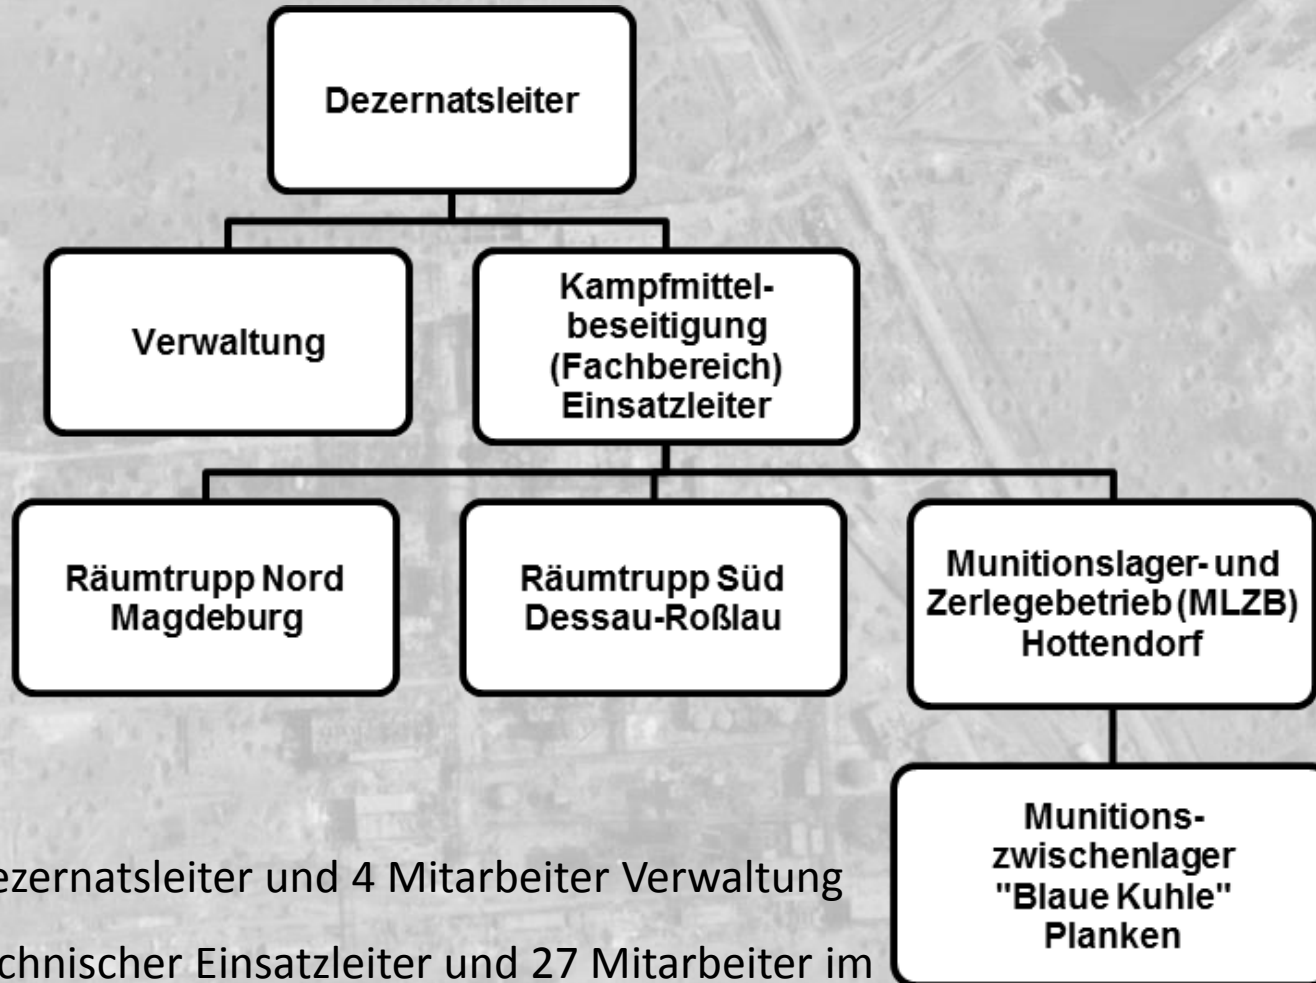 Dezernatsleiter
Verwaltung
Kampfmittel-
beseitigung
(Fachbereich)
Einsatzleiter
Räumtrupp Nord
Magdeburg
Räumtrupp Süd
Dessau-Roßlau
Munitionslager- und
Zerlegebetrieb (MLZB)
Hottendorf
Munitions-
zwischenlager
"Blaue Kuhle"
Planken
ezernatsleiter und 4 Mitarbeiter Verwaltung
chnischer Einsatzleiter und 27 Mitarbeiter im